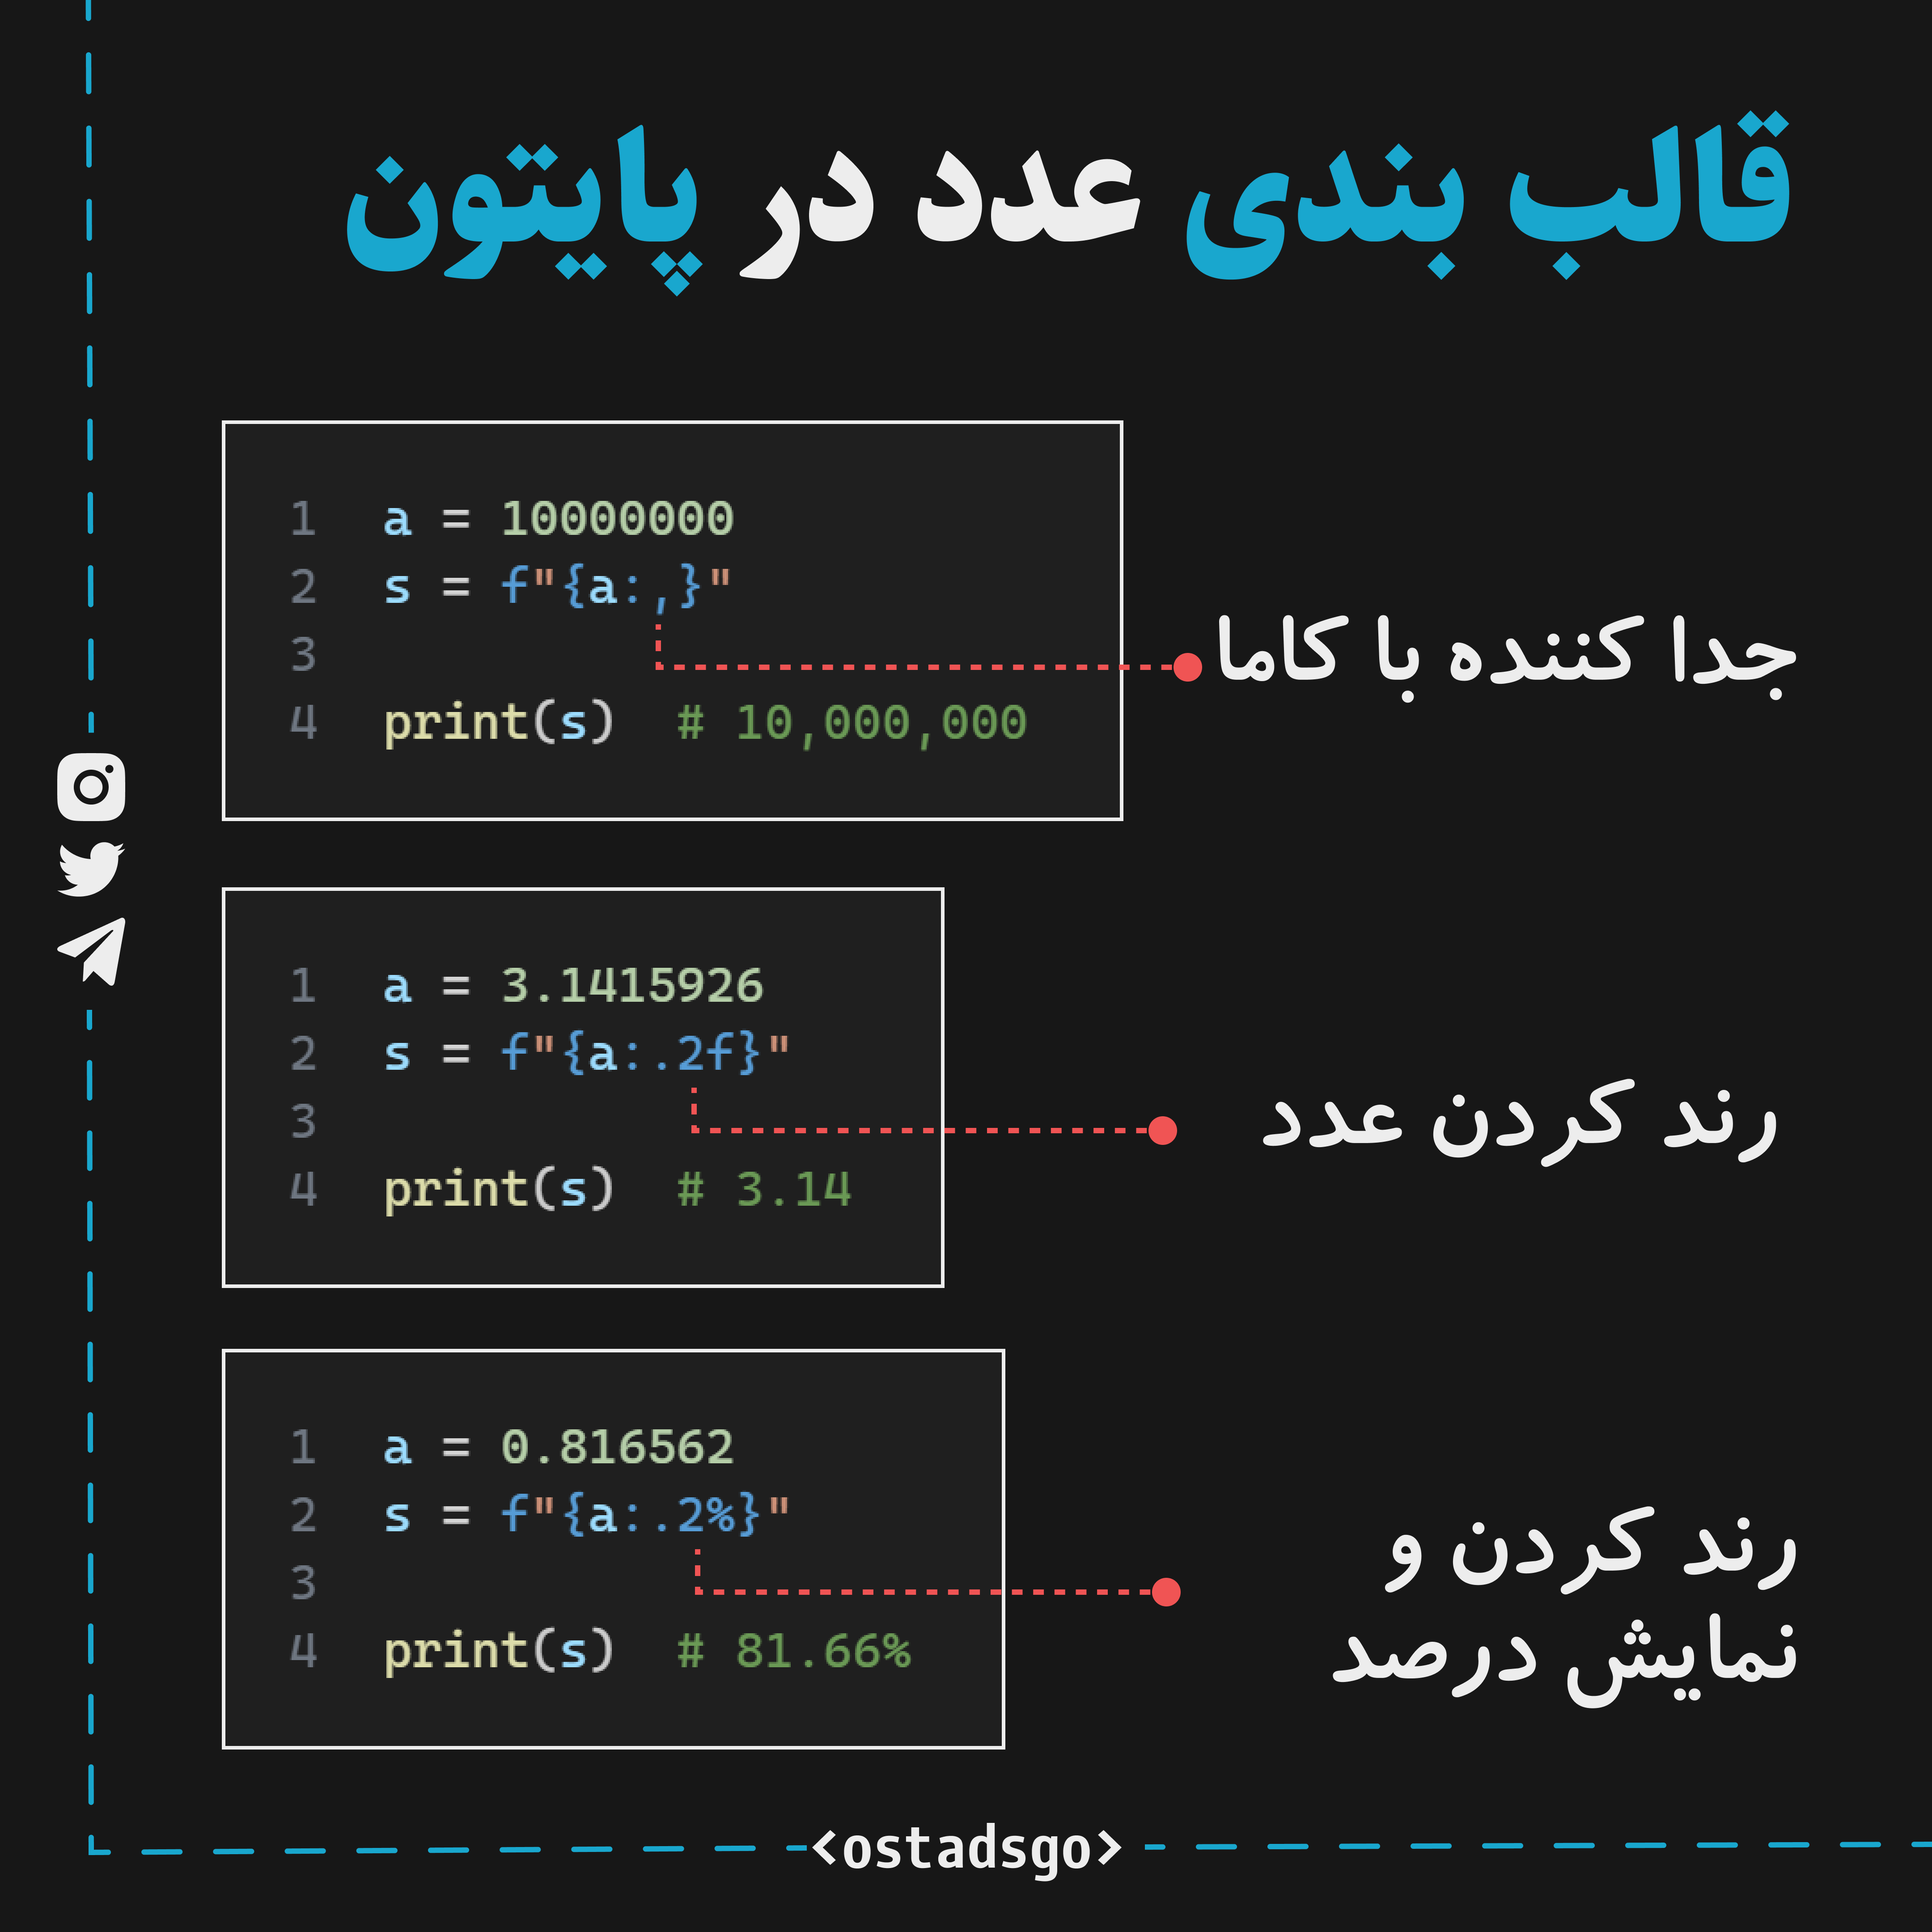 قالب بندی عدد در پایتون
1 a = 10000000
2 s = f"{a:,}"
3
4 print(s) # 10,000,000
جدا کننده با کاما
1 a = 3.1415926
2 s = f"{a:.2f}"
3
4 print(s) # 3.14
رند کردن عدد
1 a = 0.816562
2 s = f"{a:.2%}"
3
4 print(s) # 81.66%
رند کردن و
نمایش درصد
<ostadsgo>